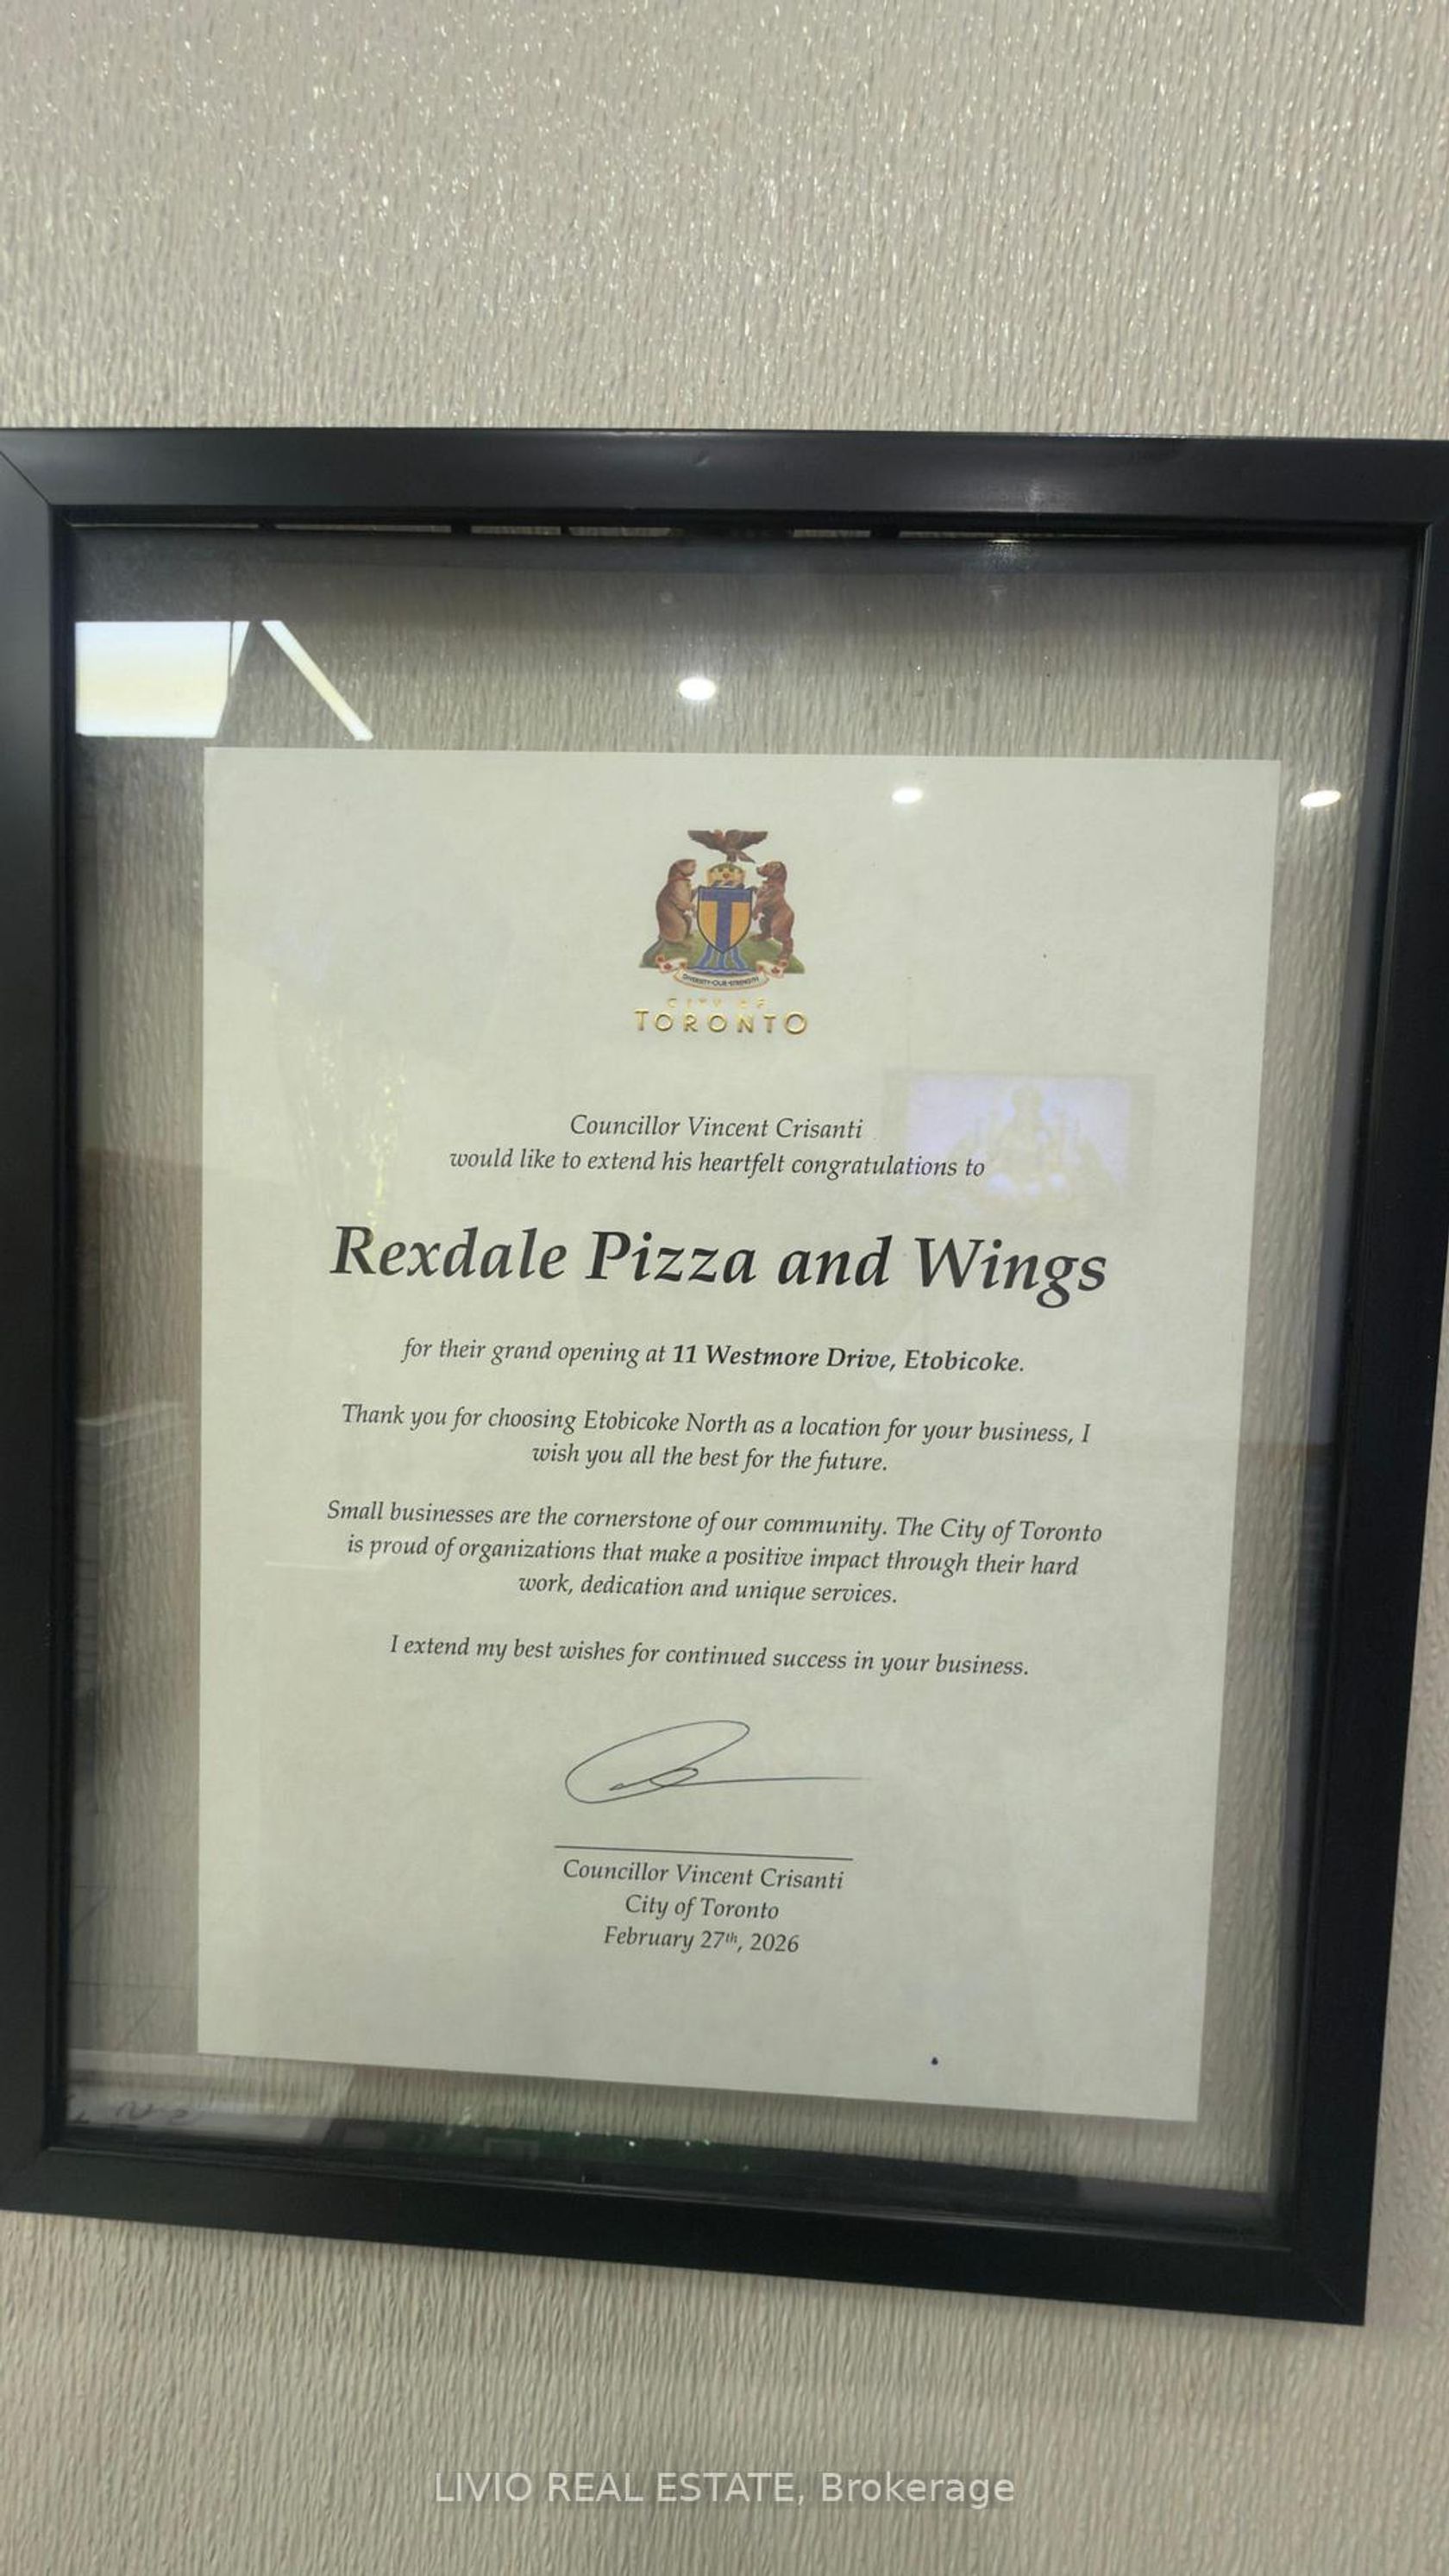 DIVERSITY·OUR·STRENGTH
CITY OF
TORONTO
Councillor Vincent Crisanti
would like to extend his heartfelt congratulations to
Rexdale Pizza and Wings
for their grand opening at 11 Westmore Drive, Etobicoke.
Thank you for choosing Etobicoke North as a location for your business, I
wish you all the best for the future.
Small businesses are the cornerstone of our community. The City of Toronto
is proud of organizations that make a positive impact through their hard
work, dedication and unique services.
I extend my best wishes for continued success in your business.
Councillor Vincent Crisanti
City of Toronto
February 27th, 2026
LIVIO REAL ESTATE, Brokerage